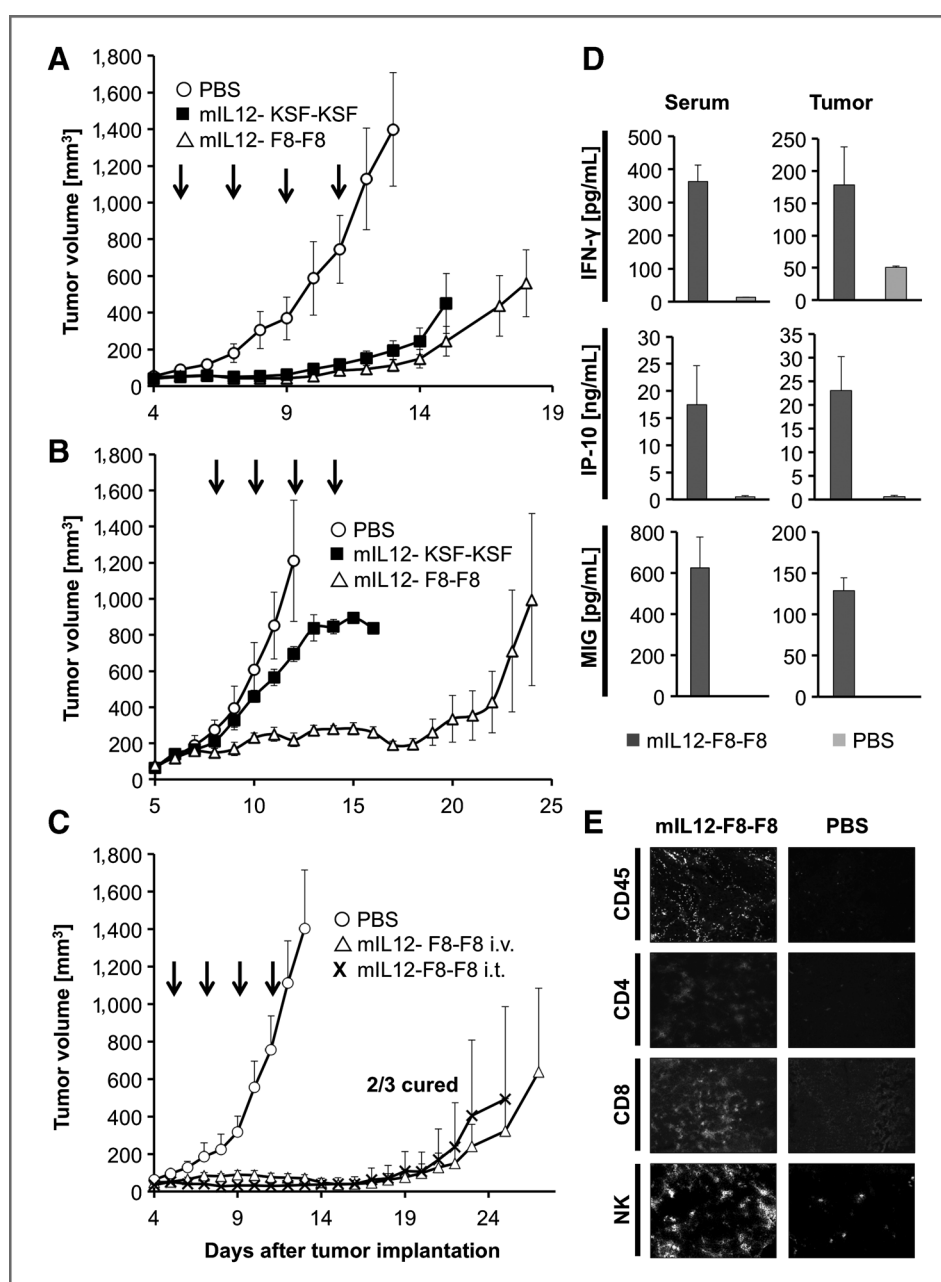 A
1,800
1,600
1,400
1,200
1,000
800
600
400
200
0
Tumor volume [mm³]
PBS
mIL12- KSF-KSF
mIL12- F8-F8
4
9
14
19
B
1,800
1,600
1,400
1,200
1,000
800
600
400
200
0
Tumor volume [mm³]
PBS
mIL12- KSF-KSF
mIL12- F8-F8
5
10
15
20
25
C
1,800
1,600
1,400
1,200
1,000
800
600
400
200
0
Tumor volume [mm³]
PBS
mIL12- F8-F8 i.v.
mIL12-F8-F8 i.t.
2/3 cured
4
9
14
19
24
Days after tumor implantation
D
Serum
Tumor
IFN-γ [pg/mL]
500
400
300
200
100
0
250
200
150
100
50
0
IP-10 [ng/mL]
30
25
20
15
10
5
0
35
30
25
20
15
10
5
0
MIG [pg/mL]
800
600
400
200
0
200
150
100
50
0
mIL12-F8-F8
PBS
E
mIL12-F8-F8
PBS
CD45
CD4
CD8
NK